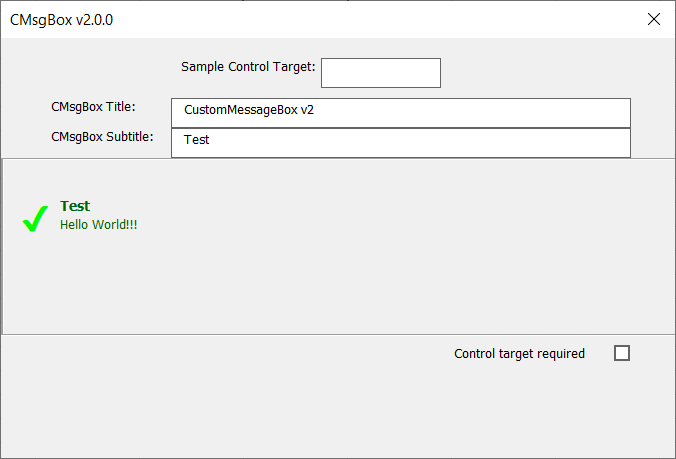 CMsgBox v2.0.0
Sample Control Target:
CMsgBox Title: CustomMessageBox v2
CMsgBox Subtitle: Test
Test
Hello World!!!
Control target required